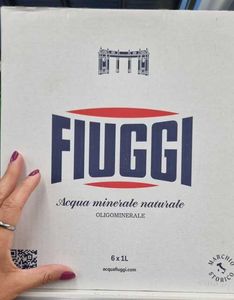 FIUGGI
Acqua minerale naturale
OLIGOMINERALE
6 x 1L
acquafiuggi.com
MARCHIO
STORICO